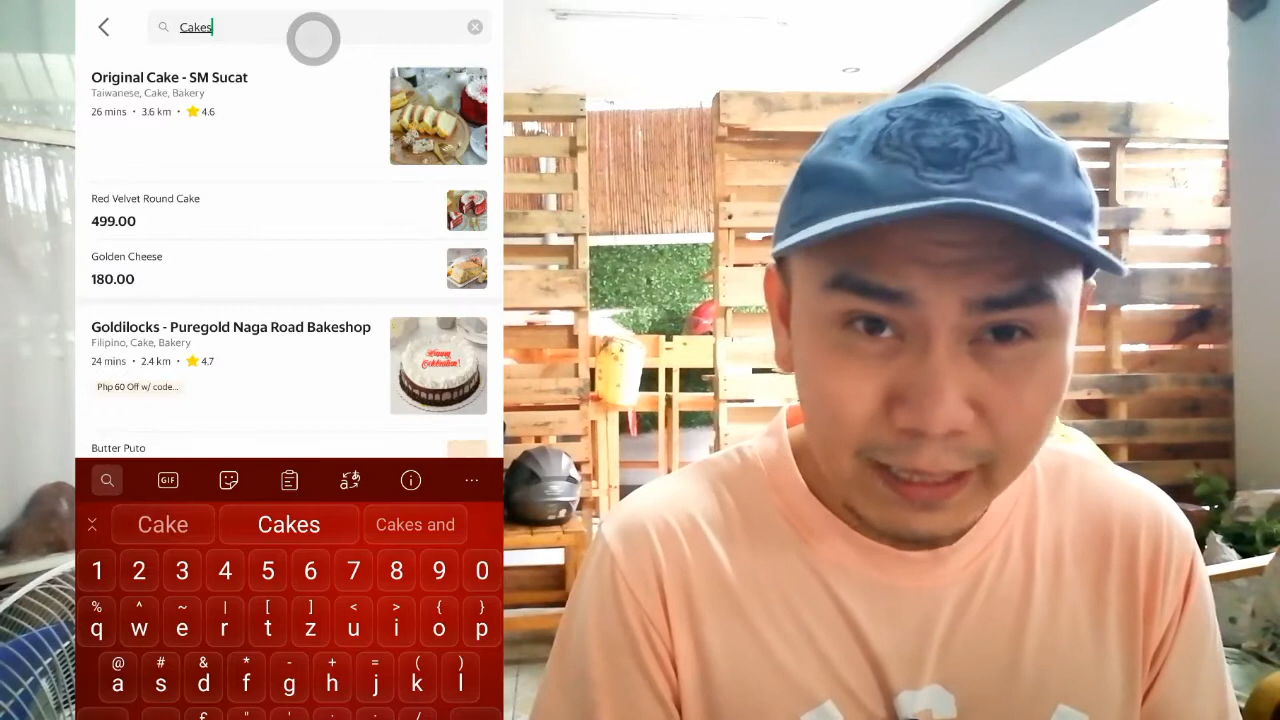 Cakes
Original Cake - SM Sucat
Taiwanese, Cake, Bakery
26 mins • 3.6 km • 4.6
Red Velvet Round Cake
499.00
Golden Cheese
180.00
Goldilocks - Puregold Naga Road Bakeshop
Filipino, Cake, Bakery
24 mins • 2.4 km • 4.7
Php 60 Off w/ code...
Happy
Celebration!
Butter Puto
GIF
Cake Cakes Cakes and
1 2 3 4 5 6 7 8 9 0
% ^ ~ | [ ] < > { }
q w e r t z u i o p
@ # & * - + = ( )
a s d f g h j k l
£ " ' : ; /